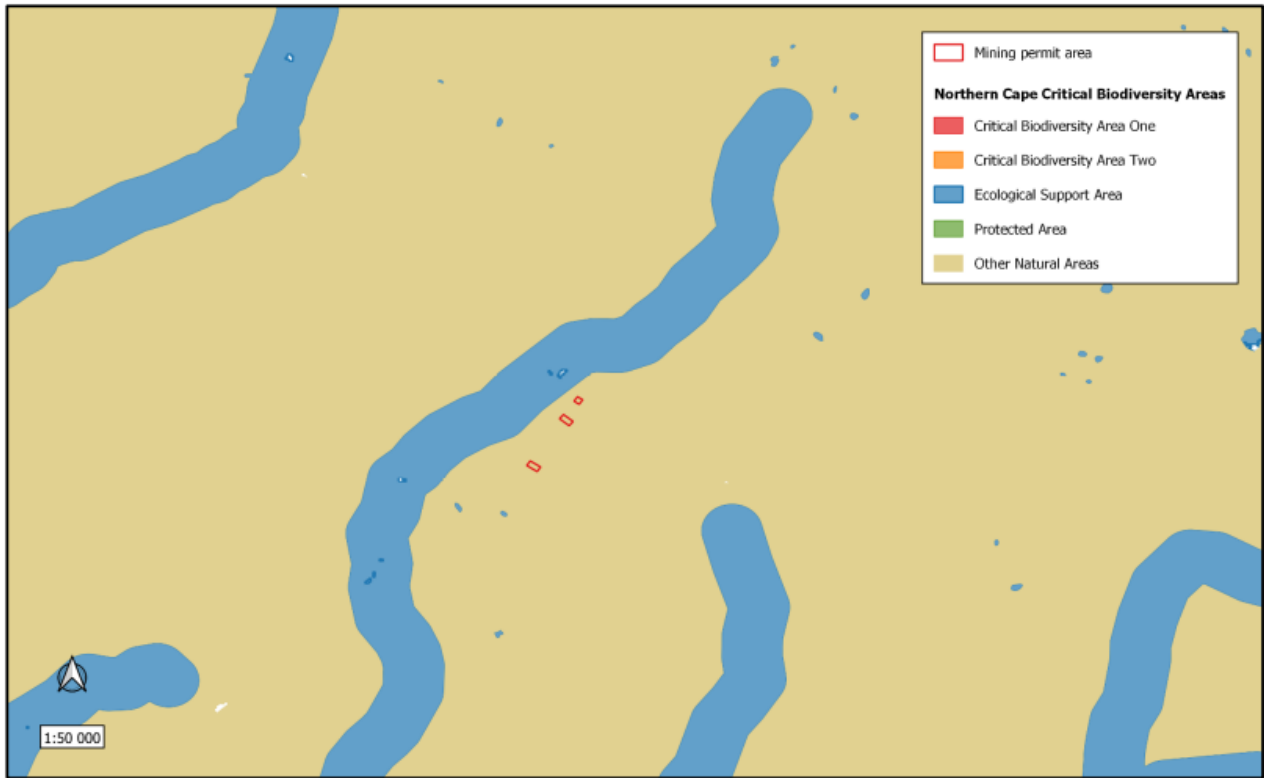 Mining permit area
Northern Cape Critical Biodiversity Areas
Critical Biodiversity Area One
Critical Biodiversity Area Two
Ecological Support Area
Protected Area
Other Natural Areas
1:50 000